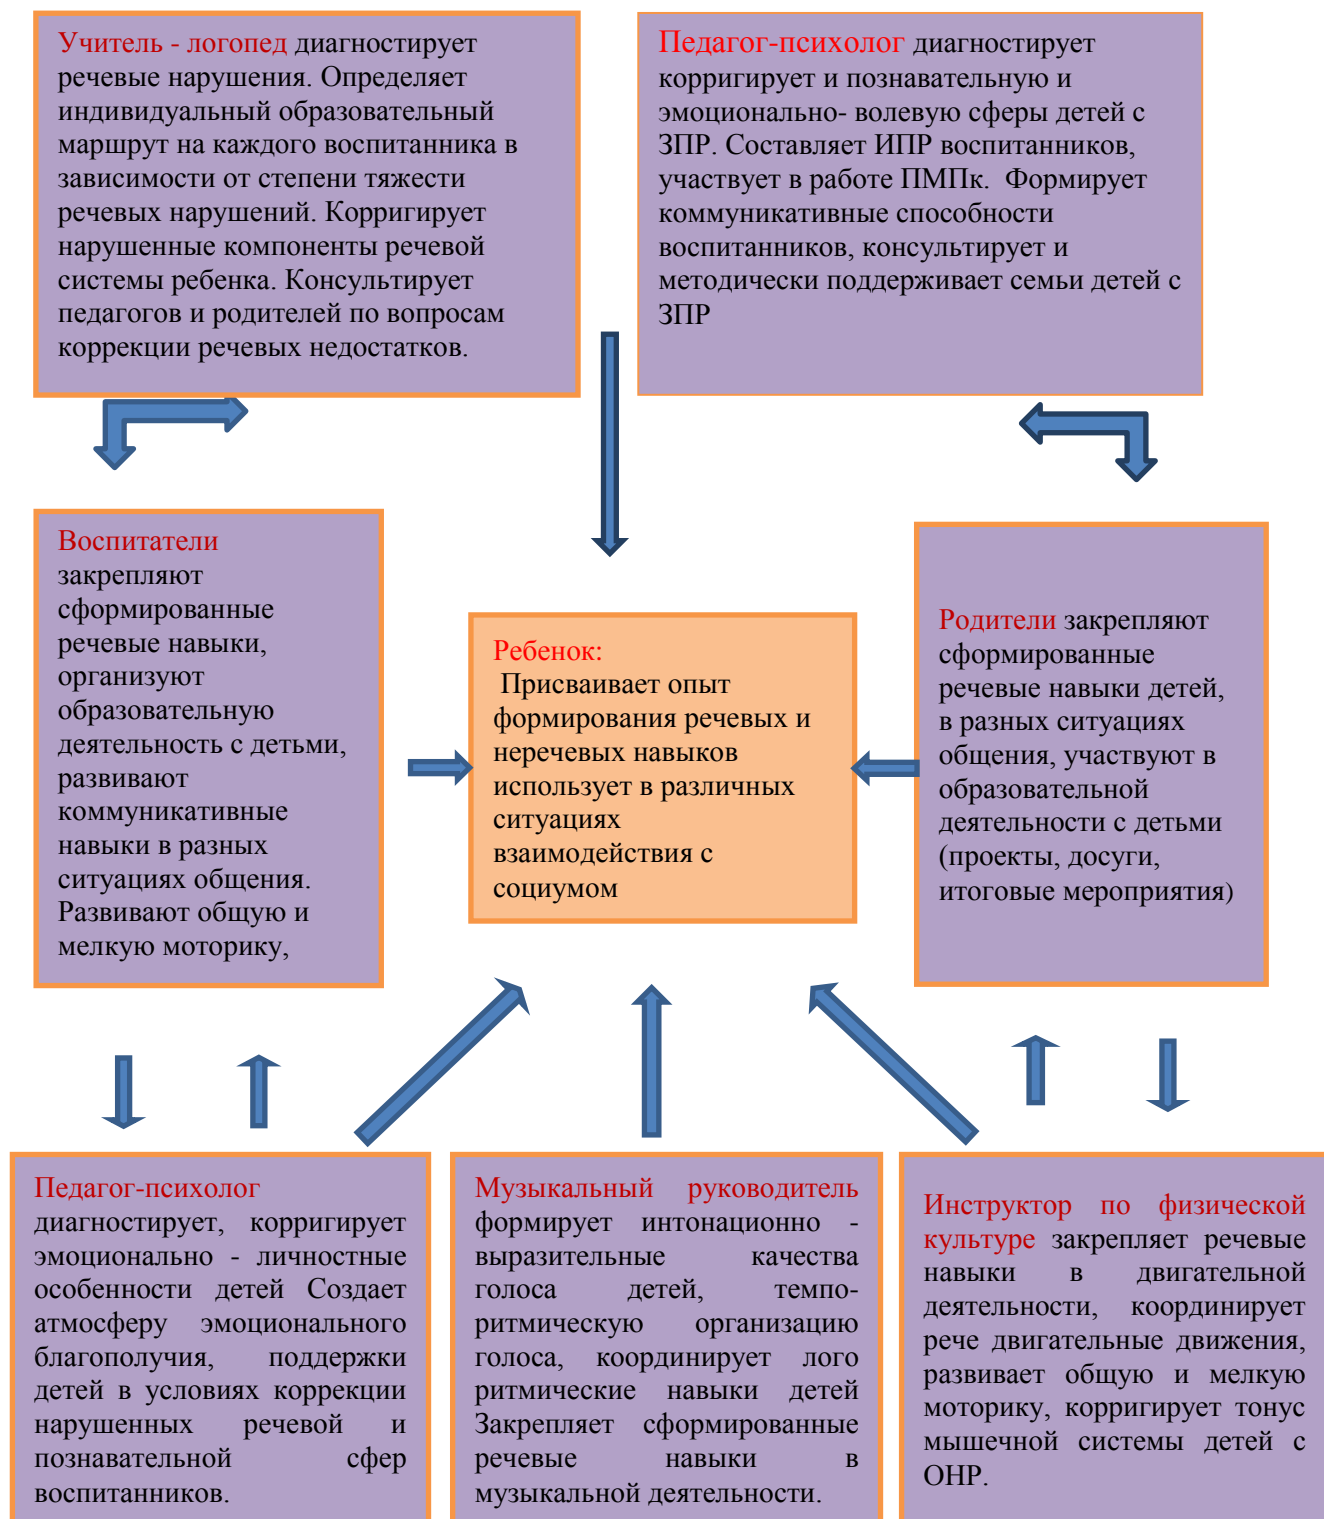 Учитель - логопед диагностирует
речевые нарушения. Определяет
индивидуальный образовательный
маршрут на каждого воспитанника в
зависимости от степени тяжести
речевых нарушений. Корригирует
нарушенные компоненты речевой
системы ребенка. Консультирует
педагогов и родителей по вопросам
коррекции речевых недостатков.
Педагог-психолог диагностирует
корригирует и познавательную и
эмоционально- волевую сферы детей с
ЗПР. Составляет ИПР воспитанников,
участвует в работе ПМПк. Формирует
коммуникативные способности
воспитанников, консультирует и
методически поддерживает семьи детей с
ЗПР
Воспитатели
закрепляют
сформированные
речевые навыки,
организуют
образовательную
деятельность с детьми,
развивают
коммуникативные
навыки в разных
ситуациях общения.
Развивают общую и
мелкую моторику,
Ребенок:
Присваивает опыт
формирования речевых и
неречевых навыков
использует в различных
ситуациях
взаимодействия с
социумом
Родители закрепляют
сформированные
речевые навыки детей,
в разных ситуациях
общения, участвуют в
образовательной
деятельности с детьми
(проекты, досуги,
итоговые мероприятия)
Педагог-психолог
диагностирует, корригирует
эмоционально - личностные
особенности детей Создает
атмосферу эмоционального
благополучия, поддержки
детей в условиях коррекции
нарушенных речевой и
познавательной сфер
воспитанников.
Музыкальный руководитель
формирует интонационно -
выразительные качества
голоса детей, темпо-
ритмическую организацию
голоса, координирует лого
ритмические навыки детей
Закрепляет сформированные
речевые навыки в
музыкальной деятельности.
Инструктор по физической
культуре закрепляет речевые
навыки в двигательной
деятельности, координирует
рече двигательные движения,
развивает общую и мелкую
моторику, корригирует тонус
мышечной системы детей с
ОНР.